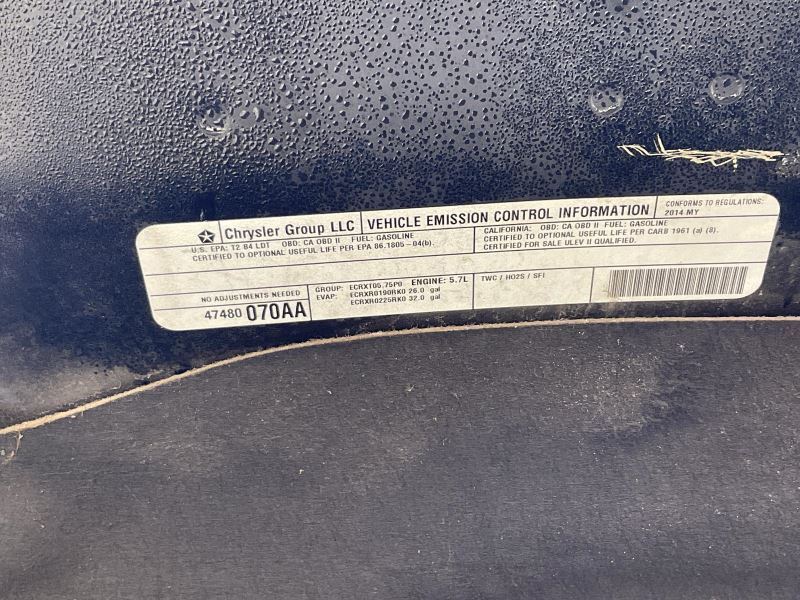 Chrysler Group LLC
VEHICLE EMISSION CONTROL INFORMATION
CONFORMS TO REGULATIONS:
2014 MY
U.S. EPA: T2 B4 LDT OBD: CA OBD II FUEL: GASOLINE
CERTIFIED TO OPTIONAL USEFUL LIFE PER EPA 86.1805-04(b).
CALIFORNIA: OBD: CA OBD II FUEL: GASOLINE
CERTIFIED TO OPTIONAL USEFUL LIFE PER CARB 1961 (a) (8).
CERTIFIED FOR SALE ULEV II QUALIFIED.
NO ADJUSTMENTS NEEDED
47480 070AA
GROUP: ECRXT05.75P0 ENGINE: 5.7L
EVAP: ECRXR0190RK0 26.0 gal
ECRXR0225RK0 32.0 gal
TWC / HO2S / SFI